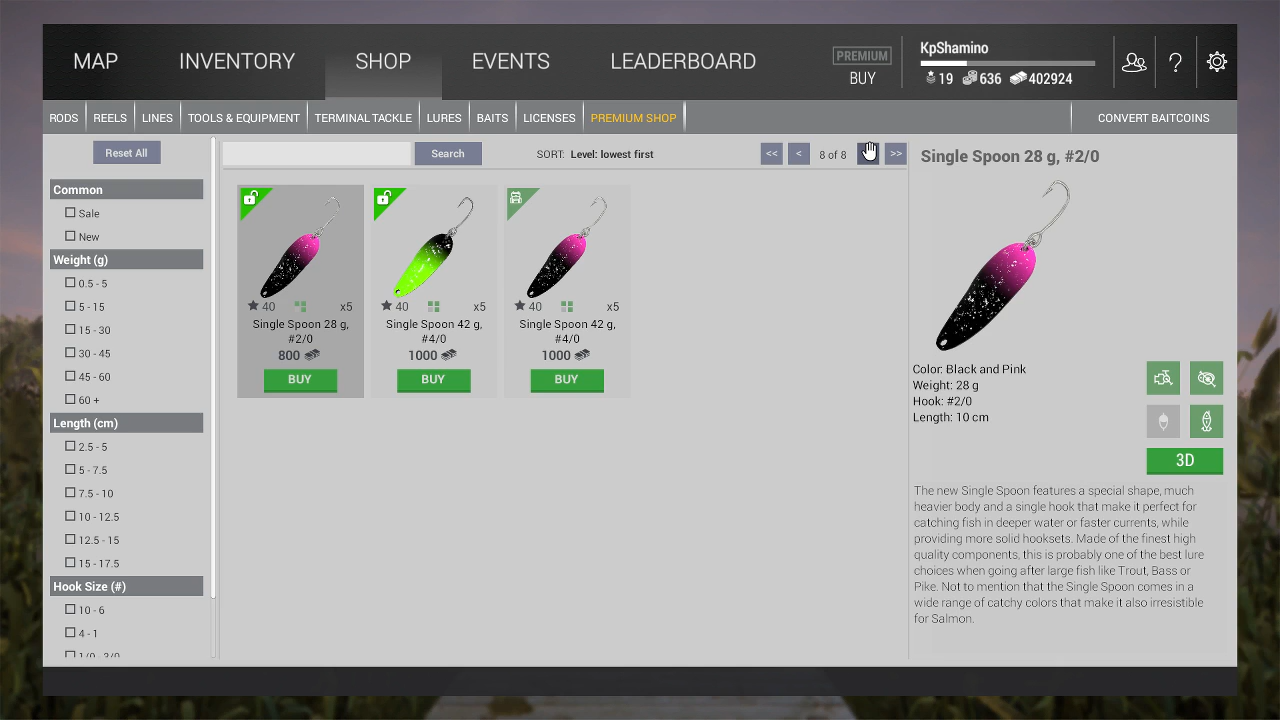 MAP
INVENTORY
SHOP
EVENTS
LEADERBOARD
PREMIUM
BUY
KpShamino
19
636
402924
RODS
REELS
LINES
TOOLS & EQUIPMENT
TERMINAL TACKLE
LURES
BAITS
LICENSES
PREMIUM SHOP
CONVERT BAITCOINS
Reset All
Common
Sale
New
Weight (g)
0.5 - 5
5 - 15
15 - 30
30 - 45
45 - 60
60 +
Length (cm)
2.5 - 5
5 - 7.5
7.5 - 10
10 - 12.5
12.5 - 15
15 - 17.5
Hook Size (#)
10 - 6
4 - 1
1/0 - 3/0
Search
SORT: Level: lowest first
<<
<
8 of 8
>>
40
x5
Single Spoon 28 g,
#2/0
800
BUY
40
x5
Single Spoon 42 g,
#4/0
1000
BUY
40
x5
Single Spoon 42 g,
#4/0
1000
BUY
Single Spoon 28 g, #2/0
Color: Black and Pink
Weight: 28 g
Hook: #2/0
Length: 10 cm
3D
The new Single Spoon features a special shape, much
heavier body and a single hook that make it perfect for
catching fish in deeper water or faster currents, while
providing more solid hooksets. Made of the finest high
quality components, this is probably one of the best lure
choices when going after large fish like Trout, Bass or
Pike. Not to mention that the Single Spoon comes in a
wide range of catchy colors that make it also irresistible
for Salmon.